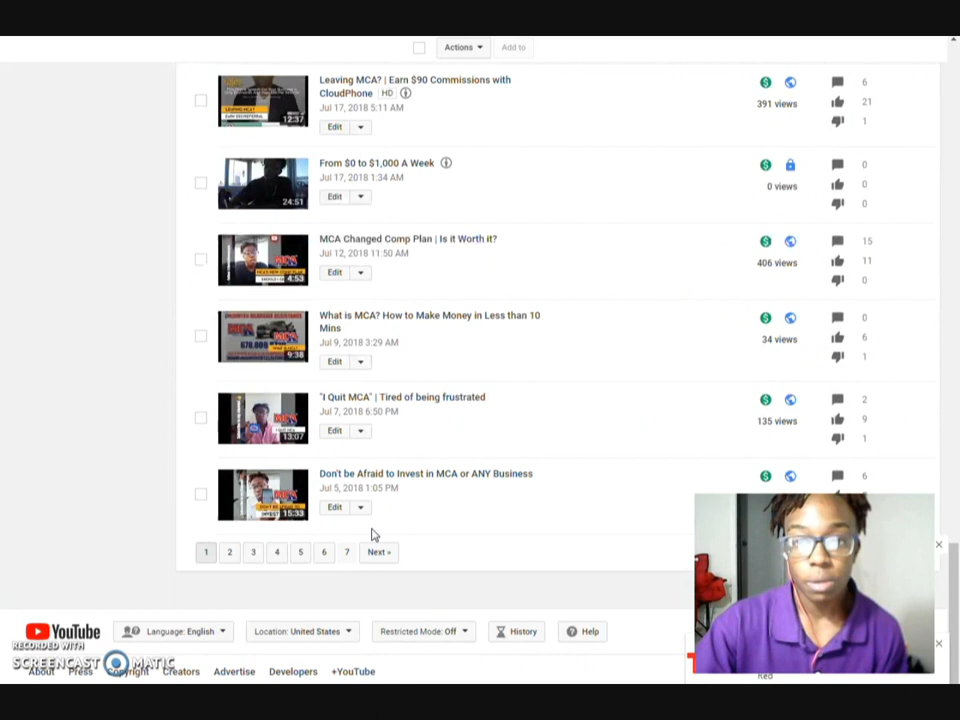 Actions
Add to
Leaving MCA? | Earn $90 Commissions with
CloudPhone HD
Jul 17, 2018 5:11 AM
Edit
12:37
LEAVING MCA?
391 views
6
21
1
From $0 to $1,000 A Week
Jul 17, 2018 1:34 AM
Edit
24:51
0 views
0
0
0
MCA Changed Comp Plan | Is it Worth it?
Jul 12, 2018 11:50 AM
Edit
MCA
4:53
406 views
15
11
0
What is MCA? How to Make Money in Less than 10
Mins
Jul 9, 2018 3:29 AM
Edit
MCA
9:38
34 views
0
6
1
"I Quit MCA" | Tired of being frustrated
Jul 7, 2018 6:50 PM
Edit
MCA
13:07
135 views
2
9
1
Don't be Afraid to Invest in MCA or ANY Business
Jul 5, 2018 1:05 PM
Edit
MCA
15:33
6
1 2 3 4 5 6 7 Next »
YouTube
Language: English
Location: United States
Restricted Mode: Off
History
Help
RECORDED WITH
SCREENCAST MATIC
About Press Copyright Creators Advertise Developers +YouTube
Red